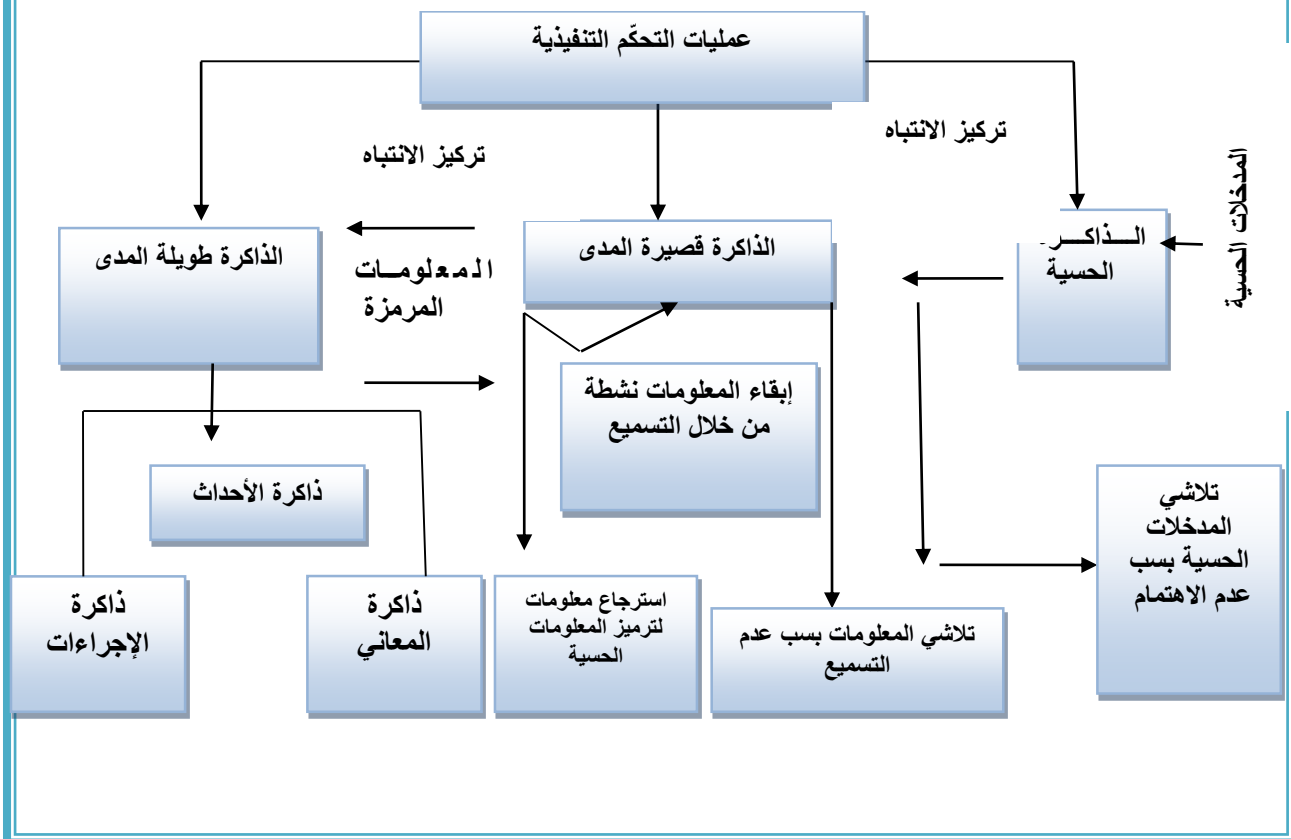 عمليات التحكّم التنفيذية
تركيز الانتباه
تركيز الانتباه
المدخلات الحسية
الـــذاكـــــرة
الحسية
الذاكرة قصيرة المدى
الذاكرة طويلة المدى
المعلومــات
المرمزة
إبقاء المعلومات نشطة
من خلال التسميع
ذاكرة الأحداث
تلاشي
المدخلات
الحسية بسب
عدم الاهتمام
تلاشي المعلومات بسب عدم
التسميع
استرجاع معلومات
لترميز المعلومات
الحسية
ذاكرة
المعاني
ذاكرة
الإجراءات